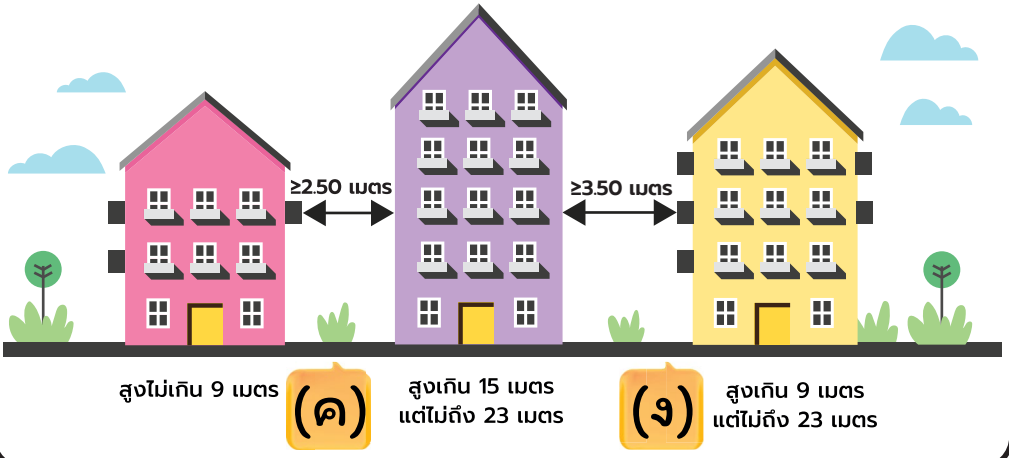 ≥2.50 เมตร
≥3.50 เมตร
สูงไม่เกิน 9 เมตร
(ค)
สูงเกิน 15 เมตร
แต่ไม่ถึง 23 เมตร
(ง)
สูงเกิน 9 เมตร
แต่ไม่ถึง 23 เมตร